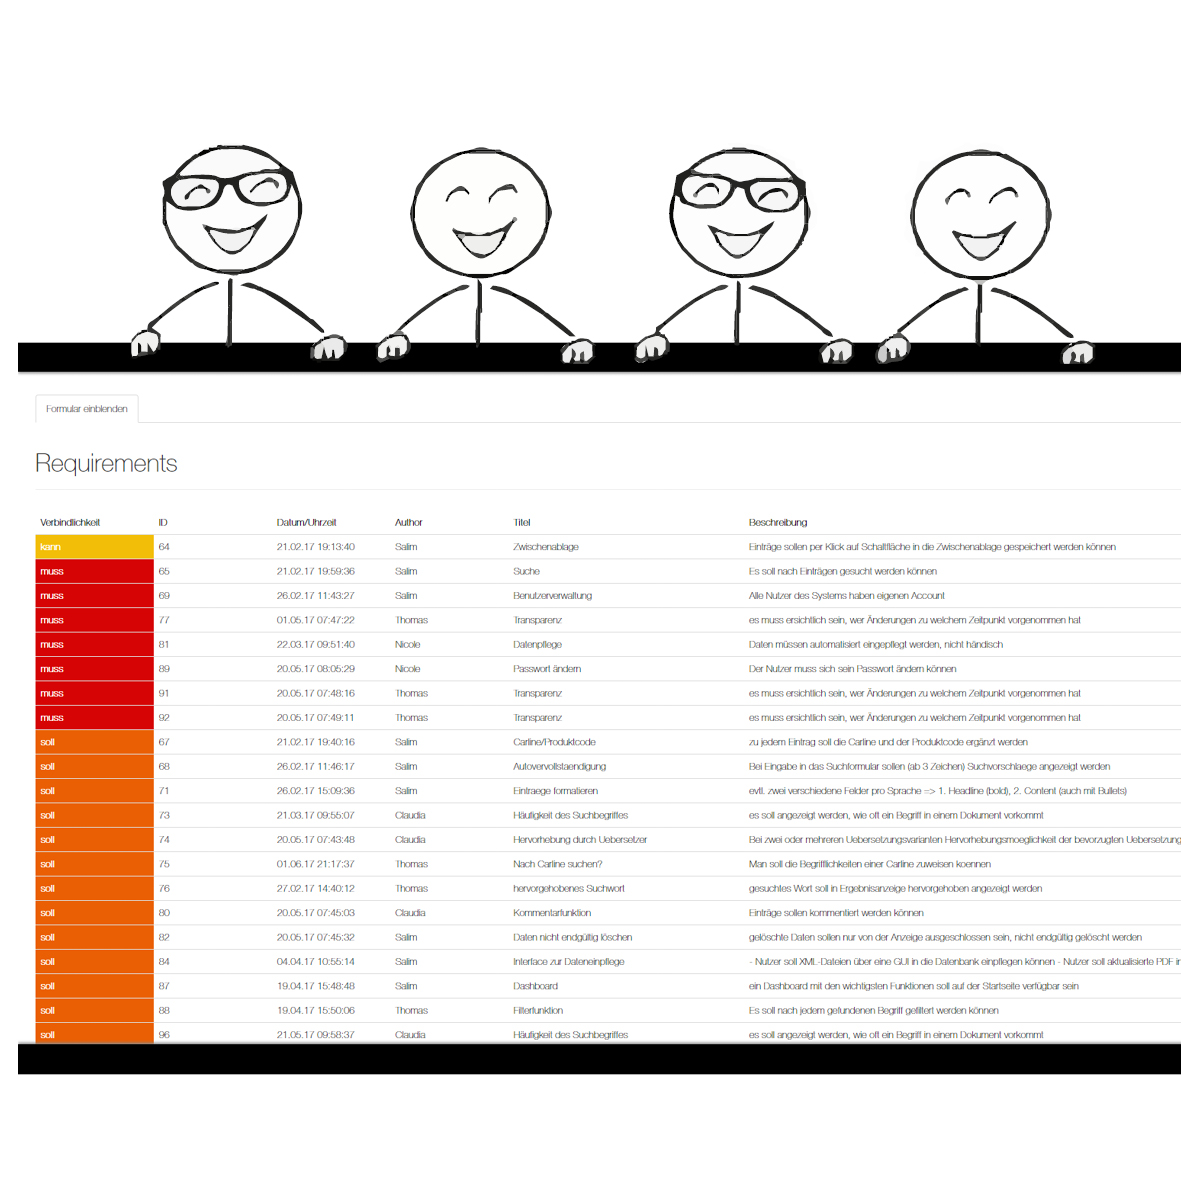 Formular einblenden
Requirements
Verbindlichkeit ID Datum/Uhrzeit Author Titel Beschreibung
kann 64 21.02.17 19:13:40 Salim Zwischenablage Einträge sollen per Klick auf Schaltfläche in die Zwischenablage gespeichert werden können.
muss 65 21.02.17 19:59:36 Salim Suche Es soll nach Einträgen gesucht werden können
muss 69 26.02.17 11:43:27 Salim Benutzerverwaltung Alle Nutzer des Systems haben eigenen Account
muss 77 01.05.17 07:47:22 Thomas Transparenz es muss ersichtlich sein, wer Änderungen zu welchem Zeitpunkt vorgenommen hat
muss 81 22.03.17 09:51:40 Nicole Datenpflege Daten müssen automatisiert eingepflegt werden, nicht händisch
muss 89 20.05.17 08:05:29 Nicole Passwort ändern Der Nutzer muss sich sein Passwort ändern können
muss 91 20.05.17 07:48:16 Thomas Transparenz es muss ersichtlich sein, wer Änderungen zu welchem Zeitpunkt vorgenommen hat
muss 92 20.05.17 07:49:11 Thomas Transparenz es muss ersichtlich sein, wer Änderungen zu welchem Zeitpunkt vorgenommen hat
soll 67 21.02.17 19:40:16 Salim Carline/Produktcode zu jedem Eintrag soll die Carline und der Produktcode ergänzt werden
soll 68 26.02.17 11:46:17 Salim Autovervollstaendigung Bei Eingabe in das Suchformular sollen (ab 3 Zeichen) Suchvorschlaege angezeigt werden
soll 71 26.02.17 15:09:36 Salim Eintraege formatieren evtl. zwei verschiedene Felder pro Sprache => 1. Headline (bold), 2. Content (auch mit Bullets)
soll 73 21.03.17 09:55:07 Claudia Häufigkeit des Suchbegriffes es soll angezeigt werden, wie oft ein Begriff in einem Dokument vorkommt
soll 74 20.05.17 07:43:48 Claudia Hervorhebung durch Uebersetzer Bei zwei oder mehreren Uebersetzungsvarianten Hervorhebungsmoeglichkeit der bevorzugten Uebersetzung
soll 75 01.06.17 21:17:37 Thomas Nach Carline suchen? Man soll die Begrifflichkeiten einer Carline zuweisen koennen
soll 76 27.02.17 14:40:12 Thomas hervorgehobenes Suchwort gesuchtes Wort soll in Ergebnisanzeige hervorgehoben angezeigt werden
soll 80 20.05.17 07:45:03 Claudia Kommentarfunktion Einträge sollen kommentiert werden können
soll 82 20.05.17 07:45:32 Salim Daten nicht endgültig löschen gelöschte Daten sollen nur von der Anzeige ausgeschlossen sein, nicht endgültig gelöscht werden
soll 84 04.04.17 10:55:14 Salim Interface zur Dateneinpflege - Nutzer soll XML-Dateien über eine GUI in die Datenbank einpflegen können - Nutzer soll aktualisierte PDF in
soll 87 19.04.17 15:48:48 Salim Dashboard ein Dashboard mit den wichtigsten Funktionen soll auf der Startseite verfügbar sein
soll 88 19.04.17 15:50:06 Thomas Filterfunktion Es soll nach jedem gefundenen Begriff gefiltert werden können
soll 96 21.05.17 09:58:37 Claudia Häufigkeit des Suchbegriffes es soll angezeigt werden, wie oft ein Begriff in einem Dokument vorkommt